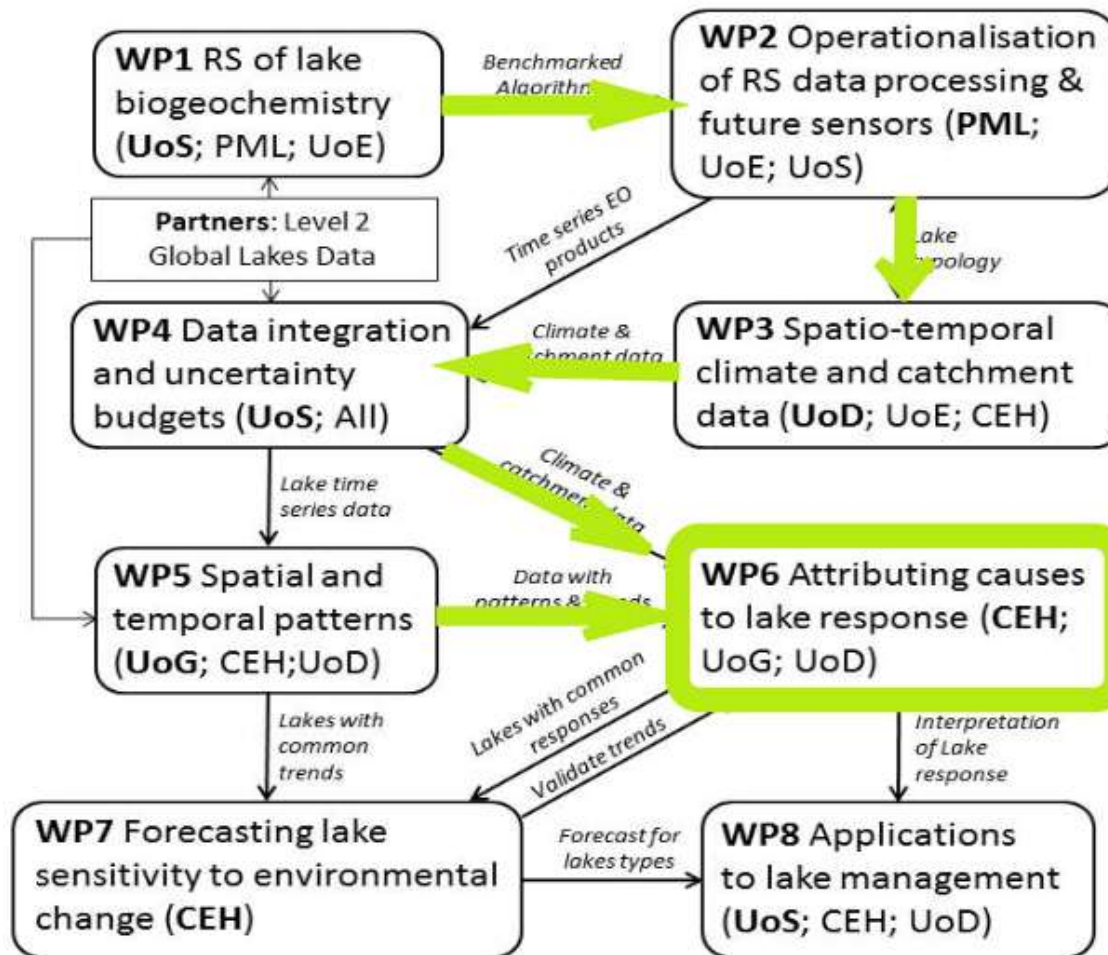 WP1 RS of lake
biogeochemistry
(UoS; PML; UoE)
Benchmarked
WP2 Operationalisation
of RS data processing &
future sensors (PML;
UoE; UoS)
Partners: Level 2
Global Lakes Data
Time series EO
products
Lake
WP4 Data integration
and uncertainty
budgets (UoS; All)
Climate &
data
WP3 Spatio-temporal
climate and catchment
data (UoD; UoE; CEH)
Lake time
series data
Climate &
data
WP5 Spatial and
temporal patterns
(UoG; CEH;UoD)
Data with
patterns &
WP6 Attributing causes
to lake response (CEH;
UoG; UoD)
Lakes with
common
trends
Lakes with common
responses
Validate trends
Interpretation
of Lake
response
WP7 Forecasting lake
sensitivity to environmental
change (CEH)
Forecast for
lakes types
WP8 Applications
to lake management
(UoS; CEH; UoD)